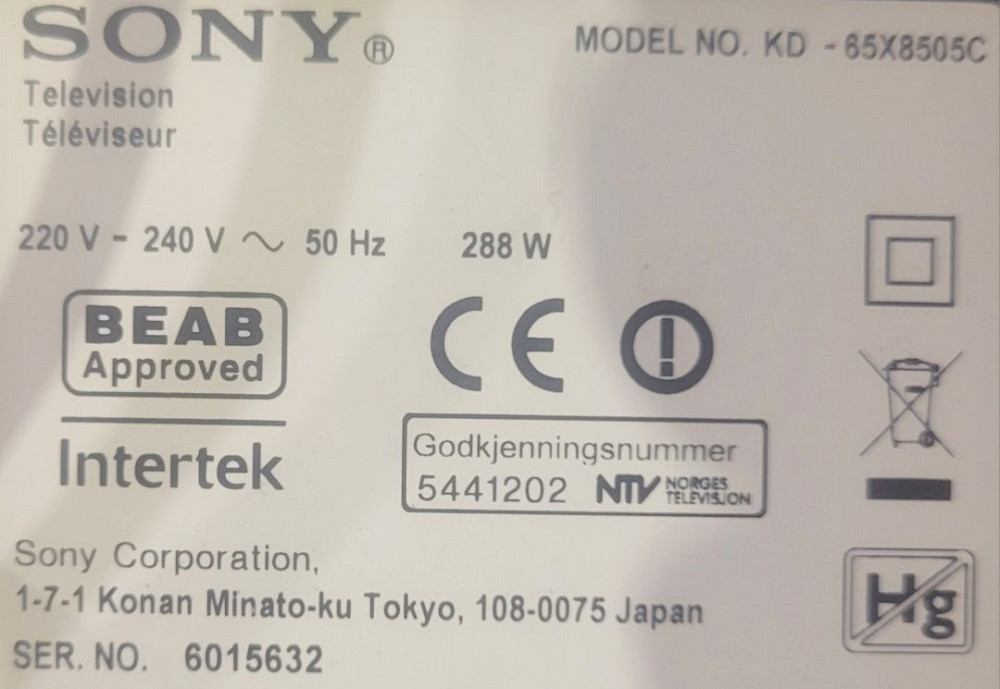 SONY®
MODEL NO. KD - 65X8505C
Television
Téléviseur
220 V - 240 V ~ 50 Hz 288 W
BEAB
Approved
CE
Intertek
Godkjenningsnummer
5441202 NTV NORGES
TELEVISJON
Sony Corporation,
1-7-1 Konan Minato-ku Tokyo, 108-0075 Japan
Hg
SER. NO. 6015632